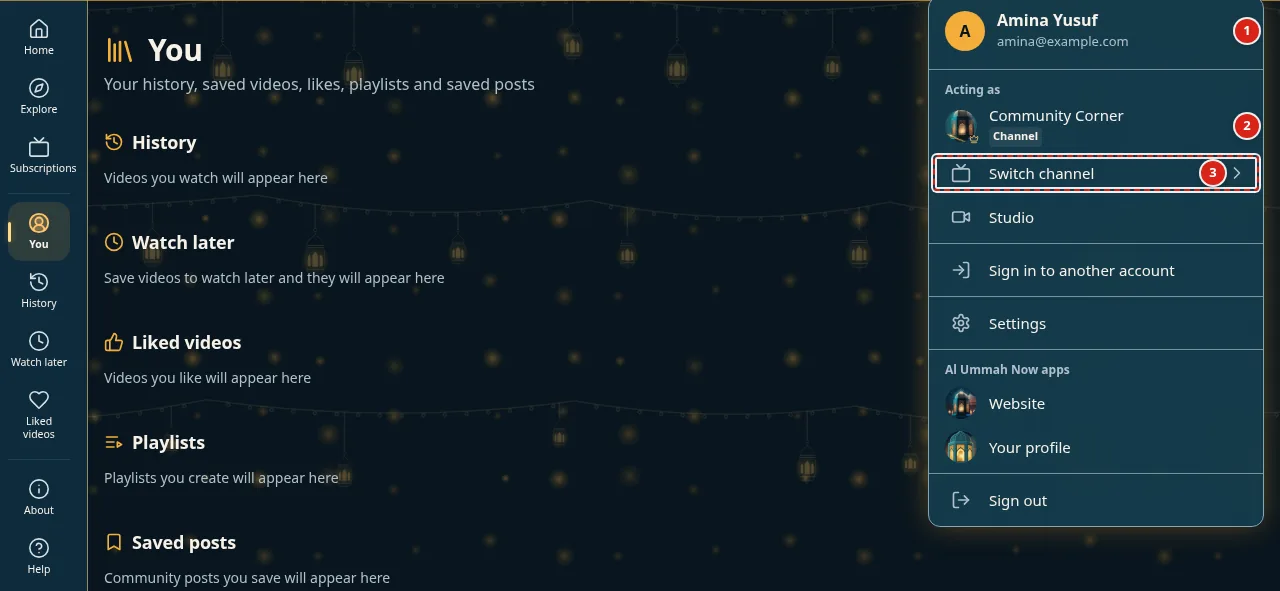 Home
Explore
Subscriptions
You
History
Watch later
Liked
videos
About
Help
You
Your history, saved videos, likes, playlists and saved posts
History
Videos you watch will appear here
Watch later
Save videos to watch later and they will appear here
Liked videos
Videos you like will appear here
Playlists
Playlists you create will appear here
Saved posts
Community posts you save will appear here
A
Amina Yusuf
amina@example.com
1
Acting as
Community Corner
Channel
2
Switch channel 3
Studio
Sign in to another account
Settings
Al Ummah Now apps
Website
Your profile
Sign out